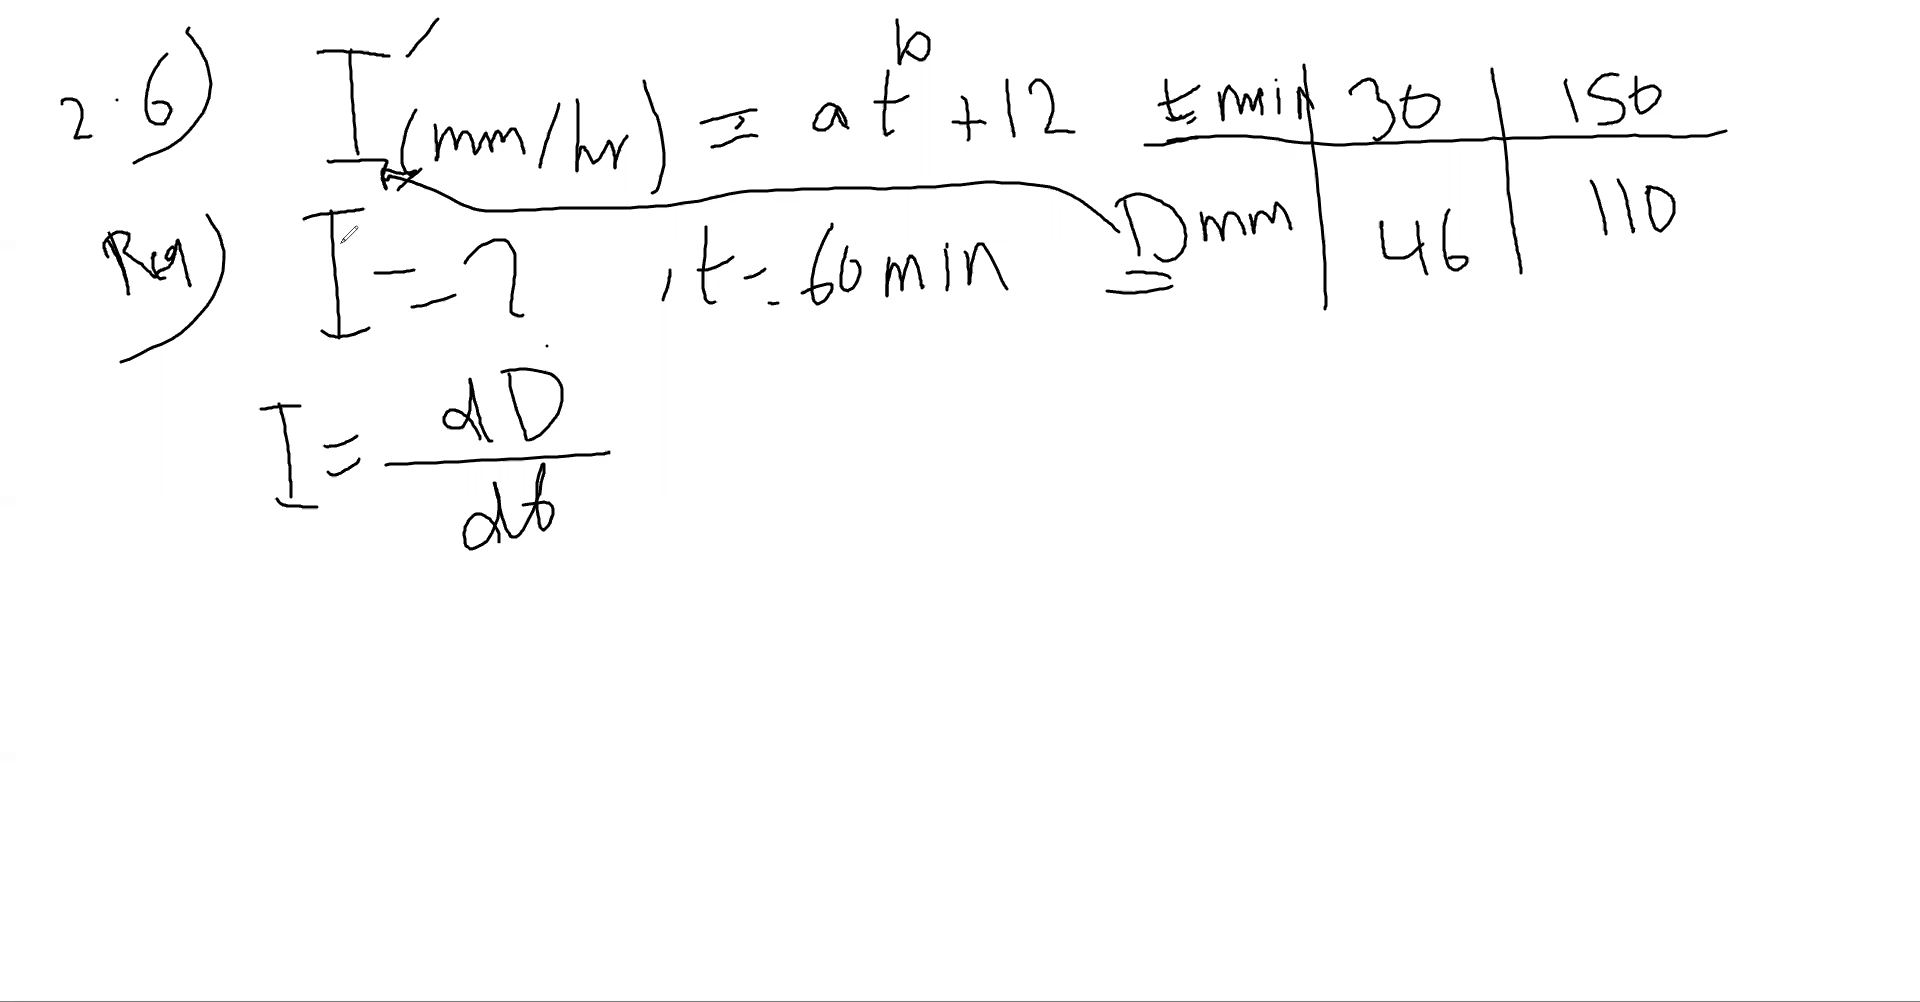 2.6) I' (mm/hr) = at^b + 12
t min | 30 | 150
D mm | 46 | 110
Req) I = ? , t = 60 min
I = dD/dt